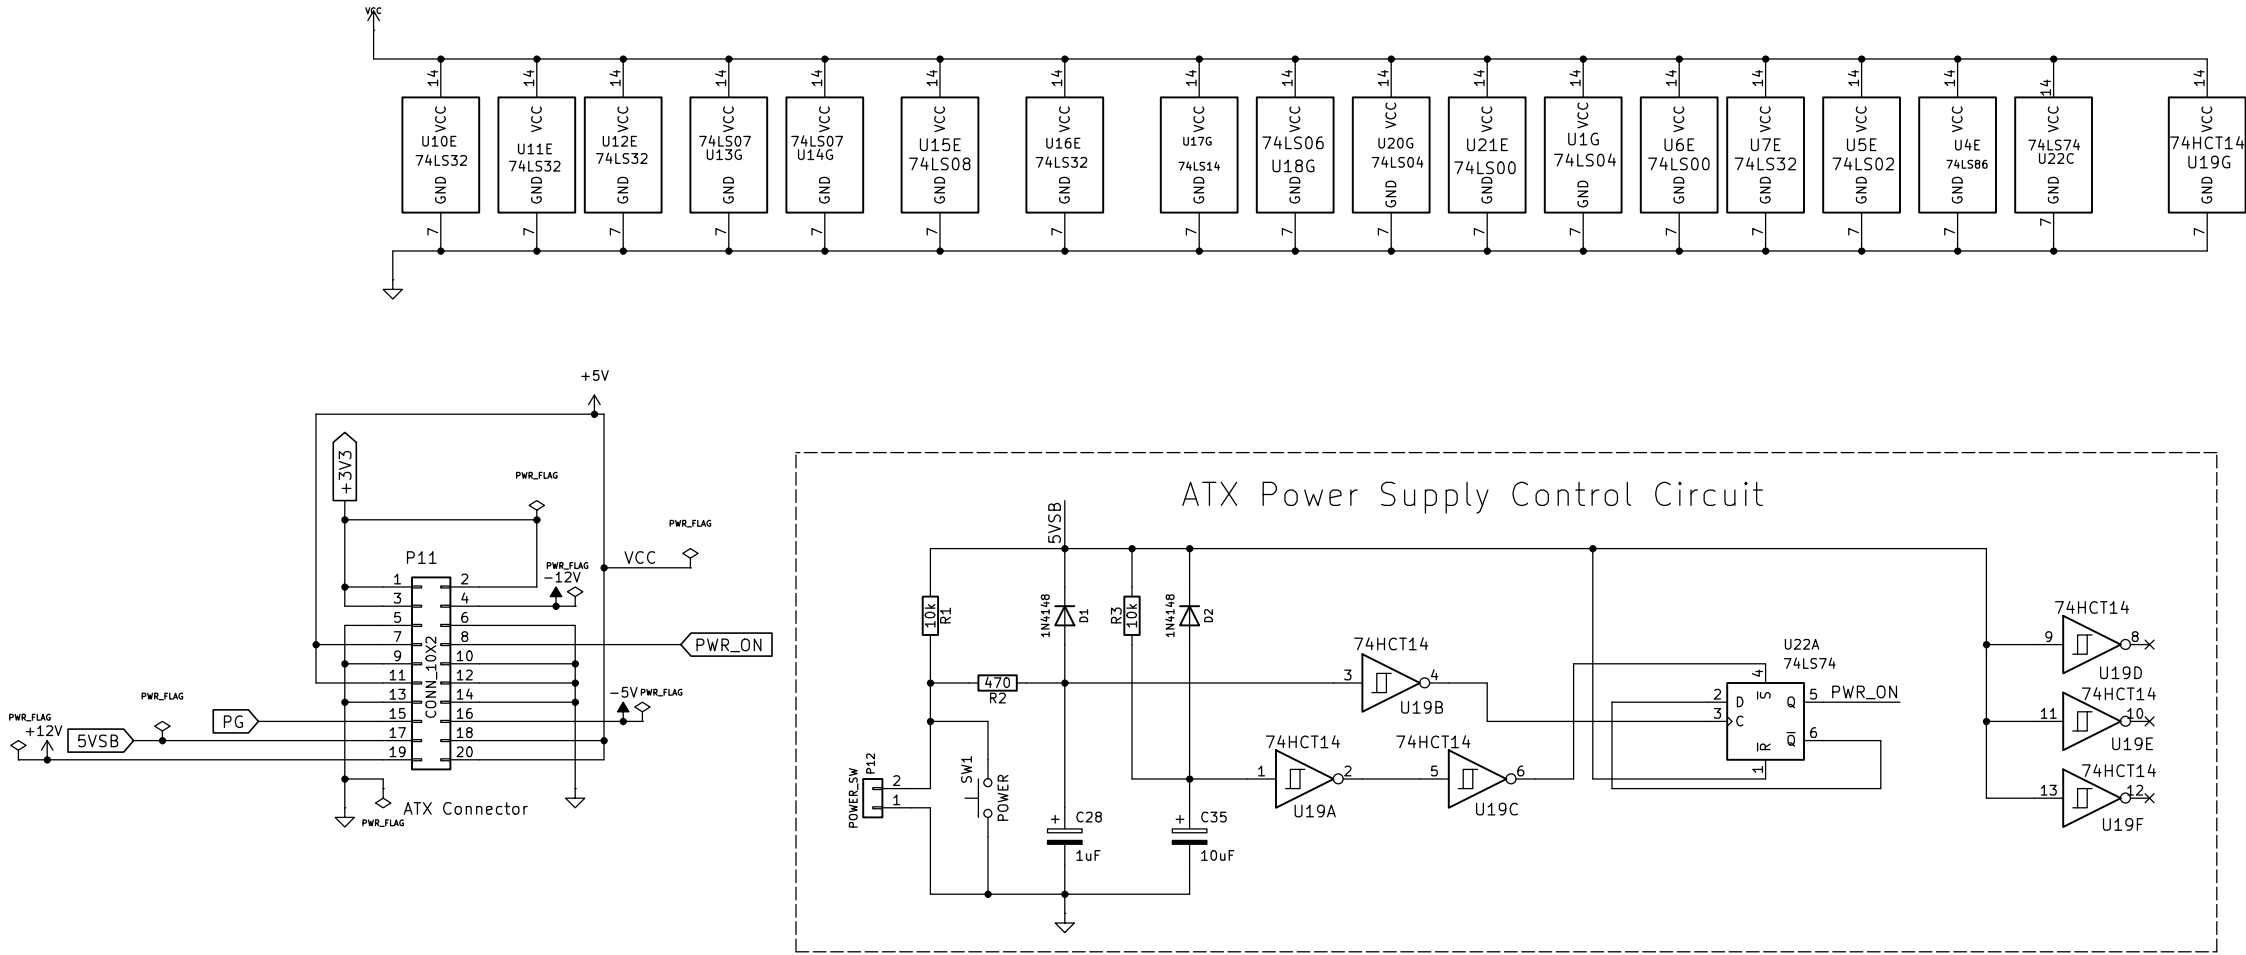 VCC
14 14 14 14 14 14 14 14 14 14 14 14 14 14 14 14 14 14
VCC VCC VCC VCC VCC VCC VCC VCC VCC VCC VCC VCC VCC VCC VCC VCC VCC VCC
U10E
74LS32
U11E
74LS32
U12E
74LS32
74LS07
U13G
74LS07
U14G
U15E
74LS08
U16E
74LS32
U17G
74LS14
74LS06
U18G
U20G
74LS04
U21E
74LS00
U1G
74LS04
U6E
74LS00
U7E
74LS32
U5E
74LS02
U4E
74LS86
74LS74
U22C
74HCT14
U19G
GND GND GND GND GND GND GND GND GND GND GND GND GND GND GND GND GND GND
7 7 7 7 7 7 7 7 7 7 7 7 7 7 7 7 7 7
+5V
+3V3
PWR_FLAG
PWR_FLAG
VCC
P11
PWR_FLAG
-12V
1 2
3 4
5 6
7 8
9 10
11 12
13 14
15 16
17 18
19 20
CONN_10X2
PWR_ON
-5V PWR_FLAG
PWR_FLAG
PG
PWR_FLAG
+12V
5VSB
ATX Connector
PWR_FLAG
ATX Power Supply Control Circuit
5VSB
10k
R1
1N4148
D1
R3
10k
1N4148
D2
470
R2
74HCT14
3 4
U19B
74HCT14
1 2
U19A
74HCT14
5 6
U19C
U22A
74LS74
4
S
2 D Q 5 PWR_ON
3 C
Q 6
R
1
74HCT14
9 8
U19D
74HCT14
11 10
U19E
74HCT14
13 12
U19F
P12
POWER_SW
2
1
SW1
POWER
+ C28
1uF
+ C35
10uF